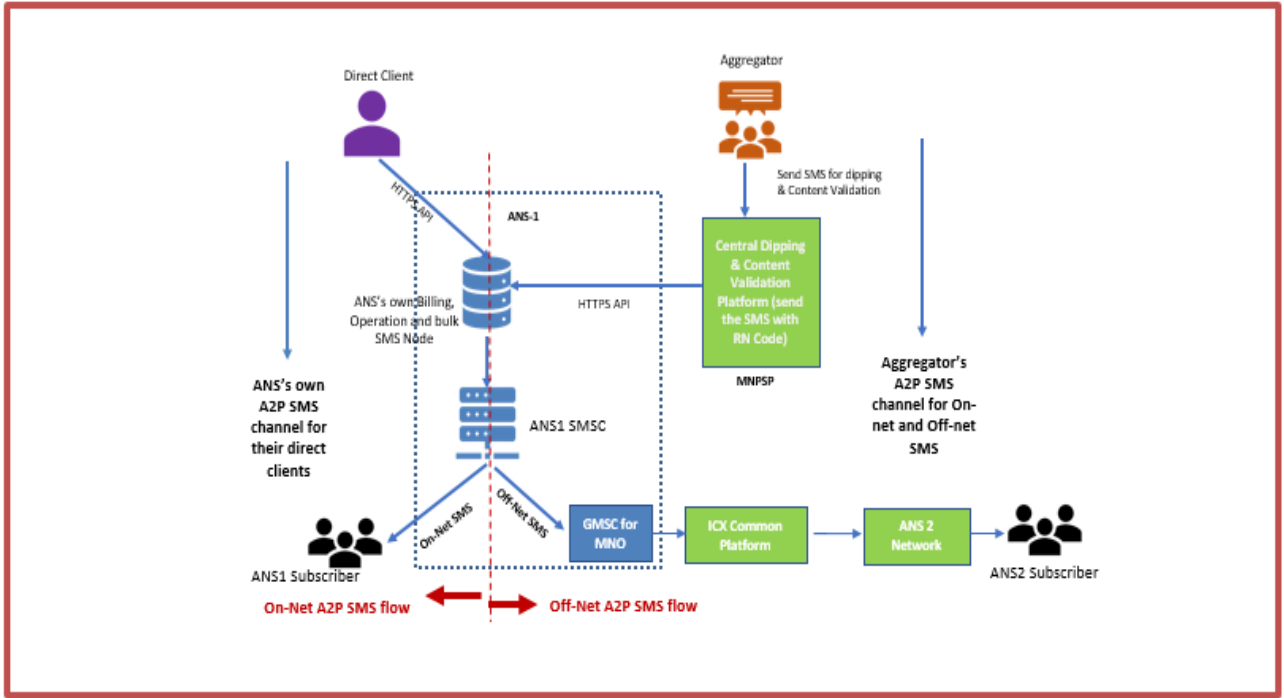 Direct Client
Aggregator
Send SMS for dipping
& Content Validation
HTTPS API
ANS-1
Central Dipping
& Content
Validation
Platform (send
the SMS with
RN Code)
MNPSP
HTTPS API
ANS's own Billing,
Operation and bulk
SMS Node
ANS's own
A2P SMS
channel for
their direct
clients
Aggregator's
A2P SMS
channel for On-
net and Off-net
SMS
ANS1 SMSC
On-Net SMS
Off-Net SMS
GMSC for
MNO
ICX Common
Platform
ANS 2
Network
ANS1 Subscriber
ANS2 Subscriber
On-Net A2P SMS flow
Off-Net A2P SMS flow